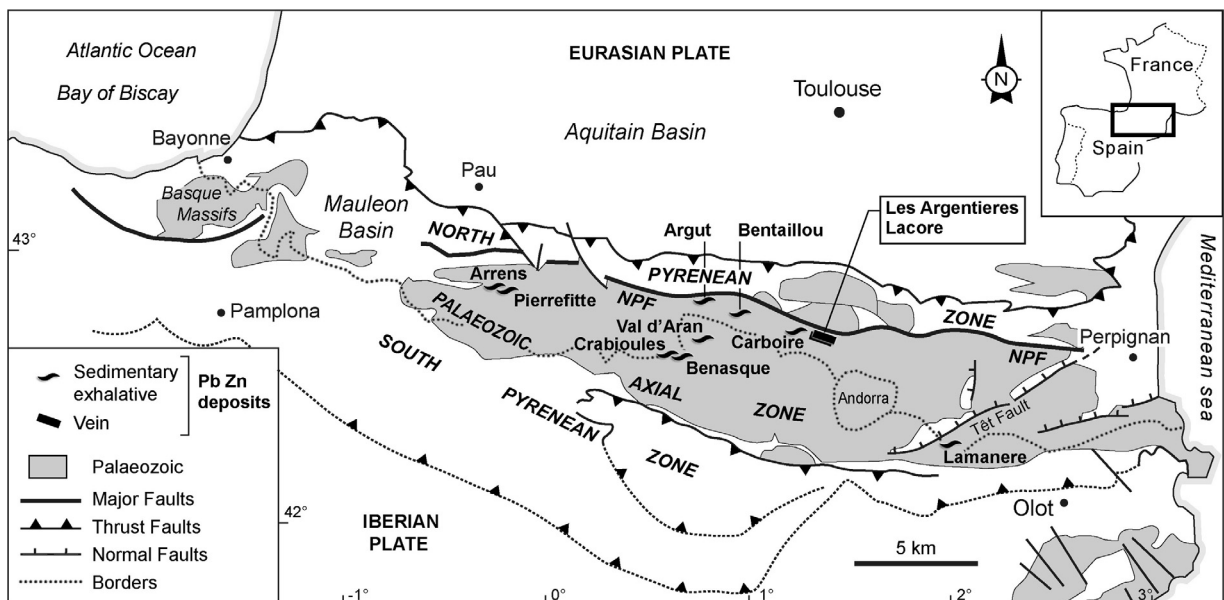 Atlantic Ocean
Bay of Biscay
EURASIAN PLATE
Toulouse
Aquitain Basin
N
France
Spain
Bayonne
Basque
Massifs
Mauleon
Basin
Pau
Les Argentieres
Lacore
Argut
Bentaillou
43°
NORTH
PYRENEAN
ZONE
Mediterranean sea
Arrens
Pierrefitte
NPF
Pamplona
PALAEOZOIC
Val d'Aran
Crabioules
Benasque
Carboire
Perpignan
NPF
SOUTH
AXIAL
ZONE
Andorra
PYRENEAN
ZONE
Têt Fault
Lamanere
Sedimentary
exhalative
Vein
Pb Zn
deposits
Palaeozoic
Major Faults
Thrust Faults
Normal Faults
Borders
42°
IBERIAN
PLATE
Olot
5 km
-1°
0°
1°
2°
3°